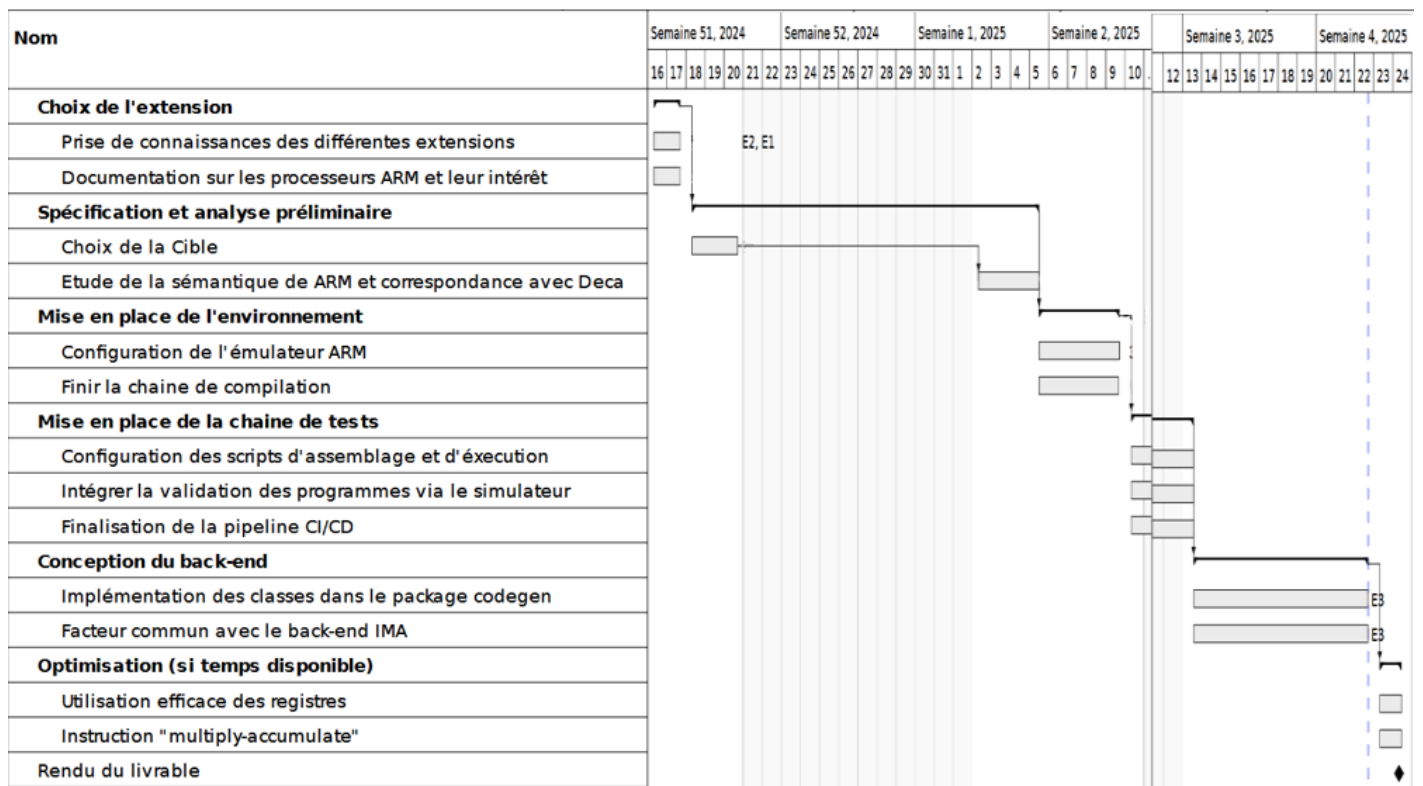 Nom
Semaine 51, 2024 Semaine 52, 2024 Semaine 1, 2025 Semaine 2, 2025 Semaine 3, 2025 Semaine 4, 2025
16 17 18 19 20 21 22 23 24 25 26 27 28 29 30 31 1 2 3 4 5 6 7 8 9 10 . 12 13 14 15 16 17 18 19 20 21 22 23 24
Choix de l'extension
Prise de connaissances des différentes extensions E2, E1
Documentation sur les processeurs ARM et leur intérêt
Spécification et analyse préliminaire
Choix de la Cible
Etude de la sémantique de ARM et correspondance avec Deca
Mise en place de l'environnement
Configuration de l'émulateur ARM
Finir la chaine de compilation
Mise en place de la chaine de tests
Configuration des scripts d'assemblage et d'éxecution
Intégrer la validation des programmes via le simulateur
Finalisation de la pipeline CI/CD
Conception du back-end
Implémentation des classes dans le package codegen E3
Facteur commun avec le back-end IMA E3
Optimisation (si temps disponible)
Utilisation efficace des registres
Instruction "multiply-accumulate"
Rendu du livrable